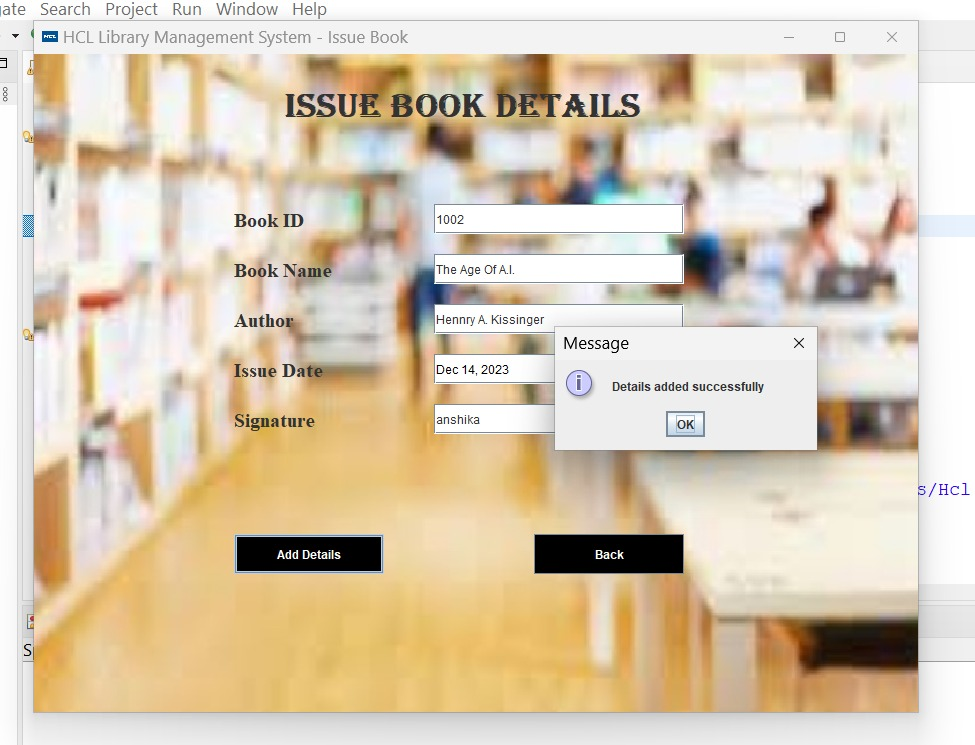 gate Search Project Run Window Help
HCL HCL Library Management System - Issue Book
ISSUE BOOK DETAILS
Book ID 1002
Book Name The Age Of A.I.
Author Hennry A. Kissinger
Issue Date Dec 14, 2023
Signature anshika
Message
Details added successfully
OK
s/Hcl
Add Details Back
S